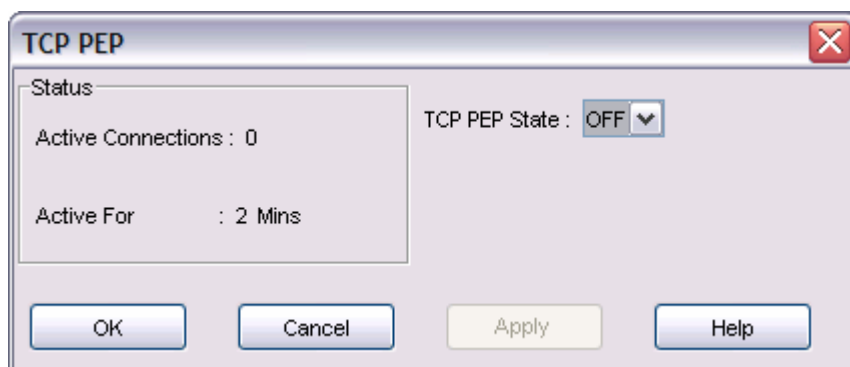 TCP PEP
Status
Active Connections : 0
Active For : 2 Mins
TCP PEP State : OFF
OK Cancel Apply Help